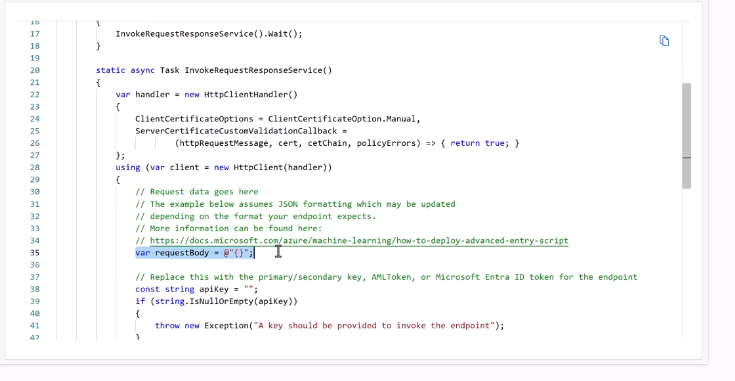 16 {
17 InvokeRequestResponseService().Wait();
18 }
19
20 static async Task InvokeRequestResponseService()
21 {
22 var handler = new HttpClientHandler()
23 {
24 ClientCertificateOptions = ClientCertificateOption.Manual,
25 ServerCertificateCustomValidationCallback =
26 (httpRequestMessage, cert, cetChain, policyErrors) => { return true; }
27 };
28 using (var client = new HttpClient(handler))
29 {
30 // Request data goes here
31 // The example below assumes JSON formatting which may be updated
32 // depending on the format your endpoint expects.
33 // More information can be found here:
34 // https://docs.microsoft.com/azure/machine-learning/how-to-deploy-advanced-entry-script
35 var requestBody = @"{}";
36
37 // Replace this with the primary/secondary key, AMLToken, or Microsoft Entra ID token for the endpoint
38 const string apiKey = "";
39 if (string.IsNullOrEmpty(apiKey))
40 {
41 throw new Exception("A key should be provided to invoke the endpoint");
42 }